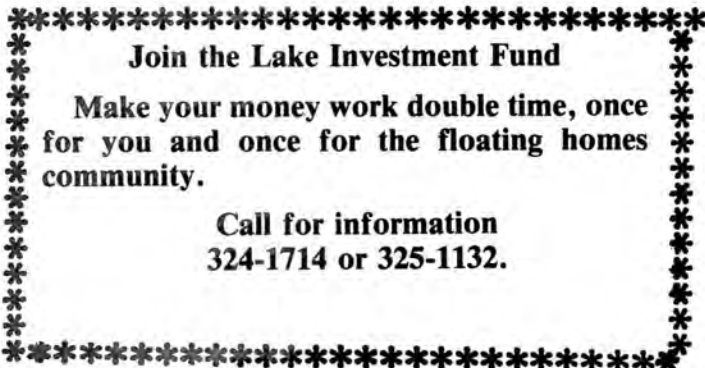 Join the Lake Investment Fund
Make your money work double time, once
for you and once for the floating homes
community.
Call for information
324-1714 or 325-1132.